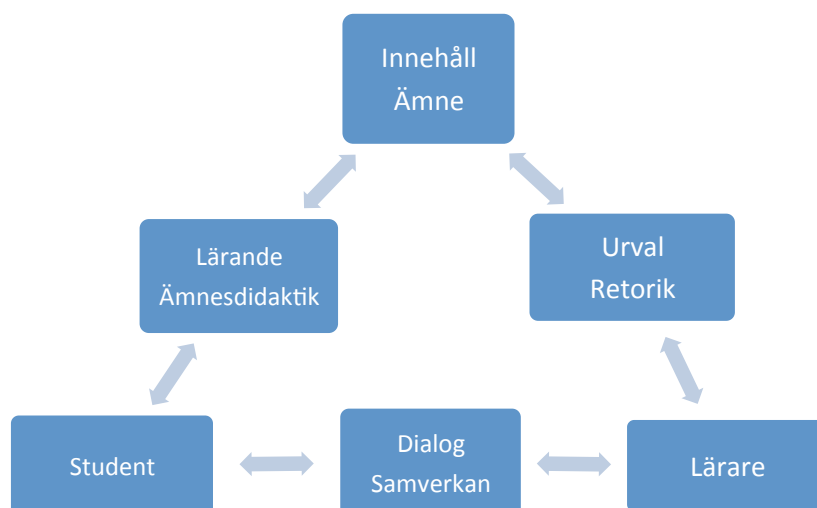 Innehåll
Ämne
Lärande
Ämnesdidaktik
Urval
Retorik
Student
Dialog
Samverkan
Lärare